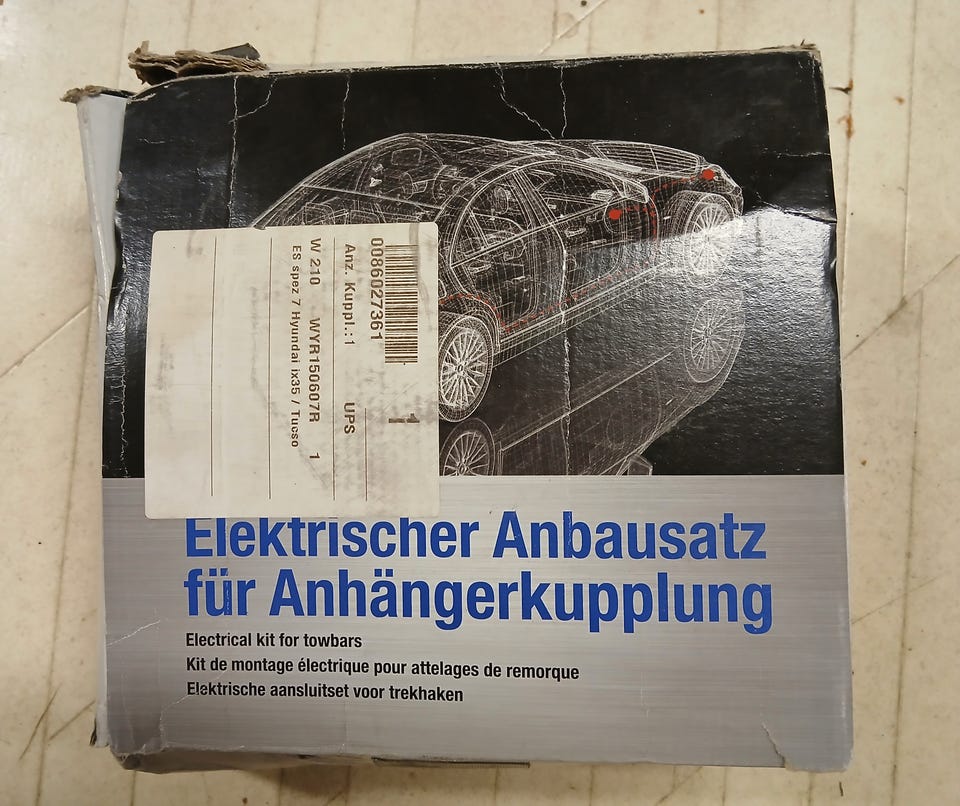 0086027361
1
Anz. Kuppl.:1 UPS
W 210 WYR150607R 1
ES spez 7 Hyundai ix35 / Tucso
Elektrischer Anbausatz
für Anhängerkupplung
Electrical kit for towbars
Kit de montage électrique pour attelages de remorque
Elektrische aansluitset voor trekhaken